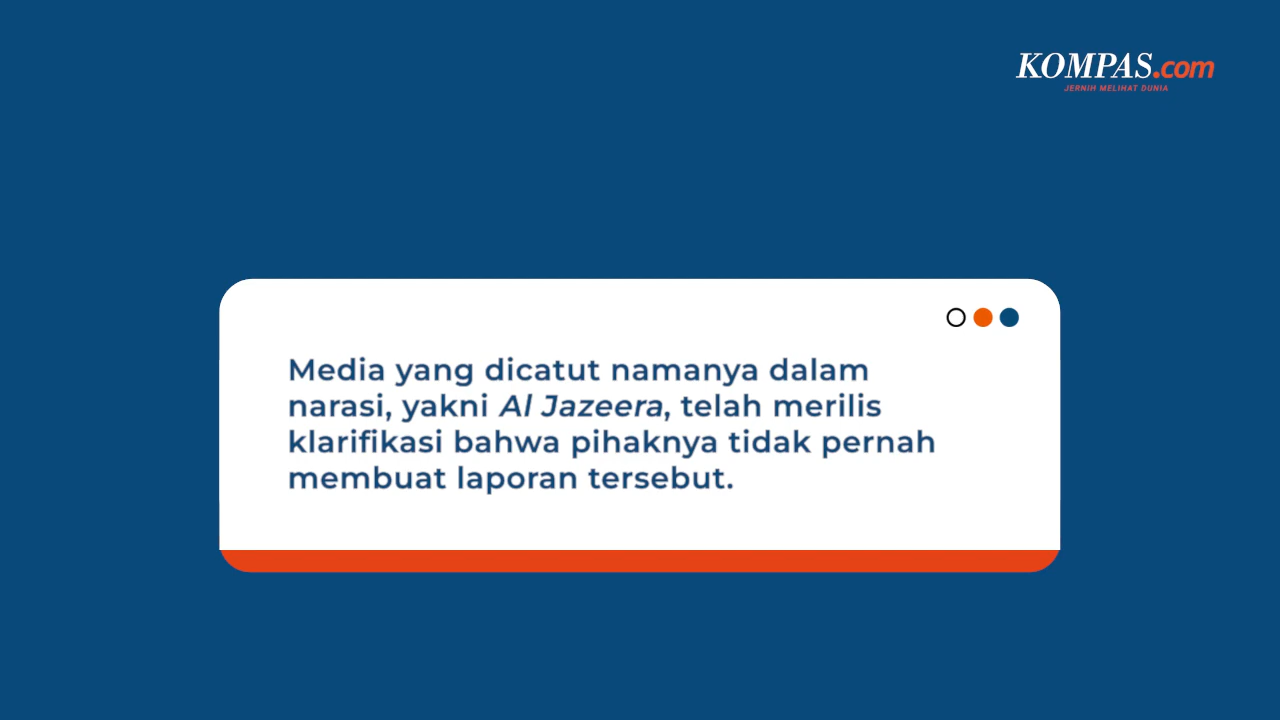 KOMPAS.com
JERNIH MELIHAT DUNIA
Media yang dicatut namanya dalam
narasi, yakni Al Jazeera, telah merilis
klarifikasi bahwa pihaknya tidak pernah
membuat laporan tersebut.